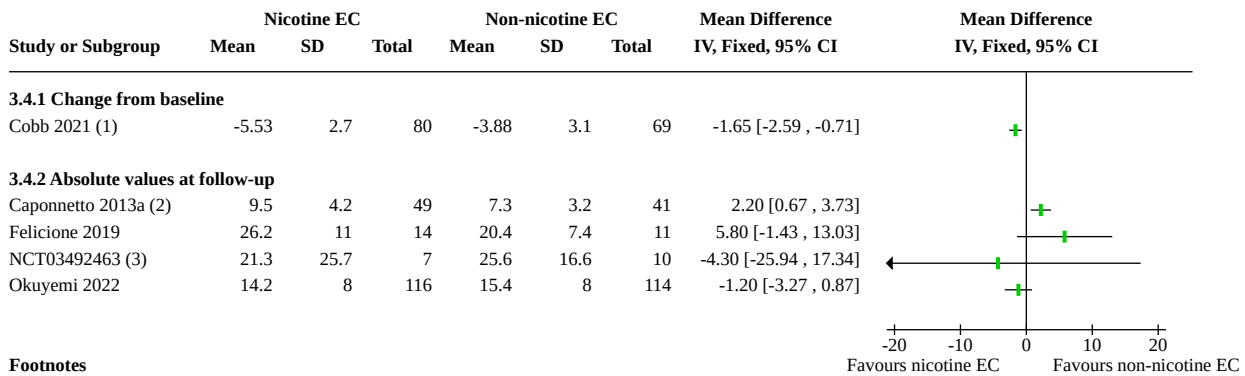 Nicotine EC Non-nicotine EC Mean Difference Mean Difference
Study or Subgroup Mean SD Total Mean SD Total IV, Fixed, 95% CI IV, Fixed, 95% CI
3.4.1 Change from baseline
Cobb 2021 (1) -5.53 2.7 80 -3.88 3.1 69 -1.65 [-2.59 , -0.71]
3.4.2 Absolute values at follow-up
Caponnetto 2013a (2) 9.5 4.2 49 7.3 3.2 41 2.20 [0.67 , 3.73]
Felicione 2019 26.2 11 14 20.4 7.4 11 5.80 [-1.43 , 13.03]
NCT03492463 (3) 21.3 25.7 7 25.6 16.6 10 -4.30 [-25.94 , 17.34]
Okuyemi 2022 14.2 8 116 15.4 8 114 -1.20 [-3.27 , 0.87]
-20 -10 0 10 20
Footnotes Favours nicotine EC Favours non-nicotine EC